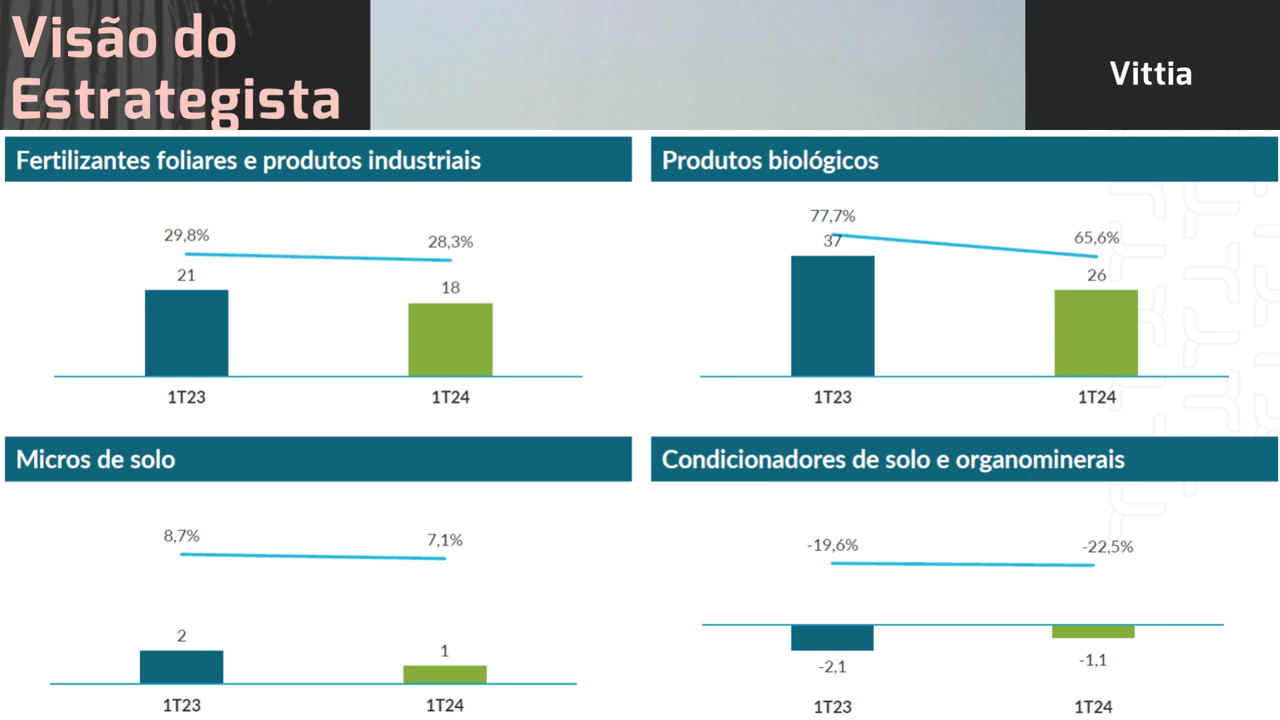 Visão do
Estrategista
Vittia
Fertilizantes foliares e produtos industriais
29,8%
28,3%
21
18
1T23
1T24
Produtos biológicos
77,7%
65,6%
37
26
1T23
1T24
Micros de solo
8,7%
7,1%
2
1
1T23
1T24
Condicionadores de solo e organominerais
-19,6%
-22,5%
-2,1
-1,1
1T23
1T24